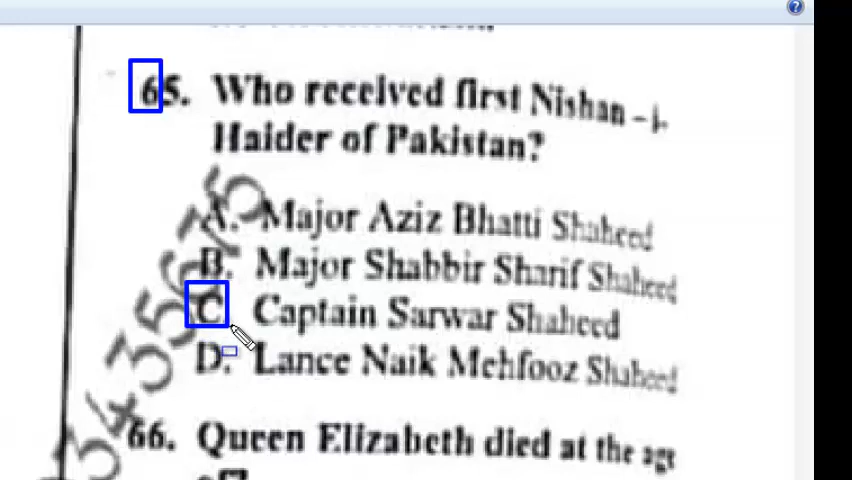 65. Who received first Nishan – i-
Haider of Pakistan?
A. Major Aziz Bhatti Shaheed
B. Major Shabbir Sharif Shaheed
C. Captain Sarwar Shaheed
D. Lance Naik Mehfooz Shaheed
66. Queen Elizabeth died at the age